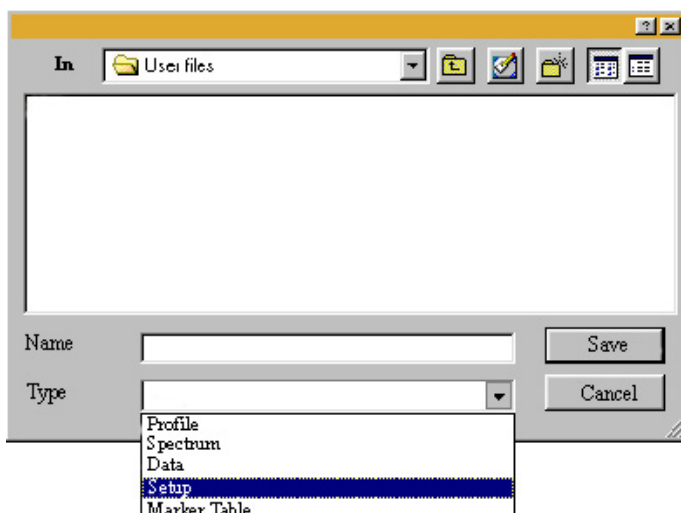 In User files
Name Save
Type Cancel
Profile
Spectrum
Data
Setup
Marker Table